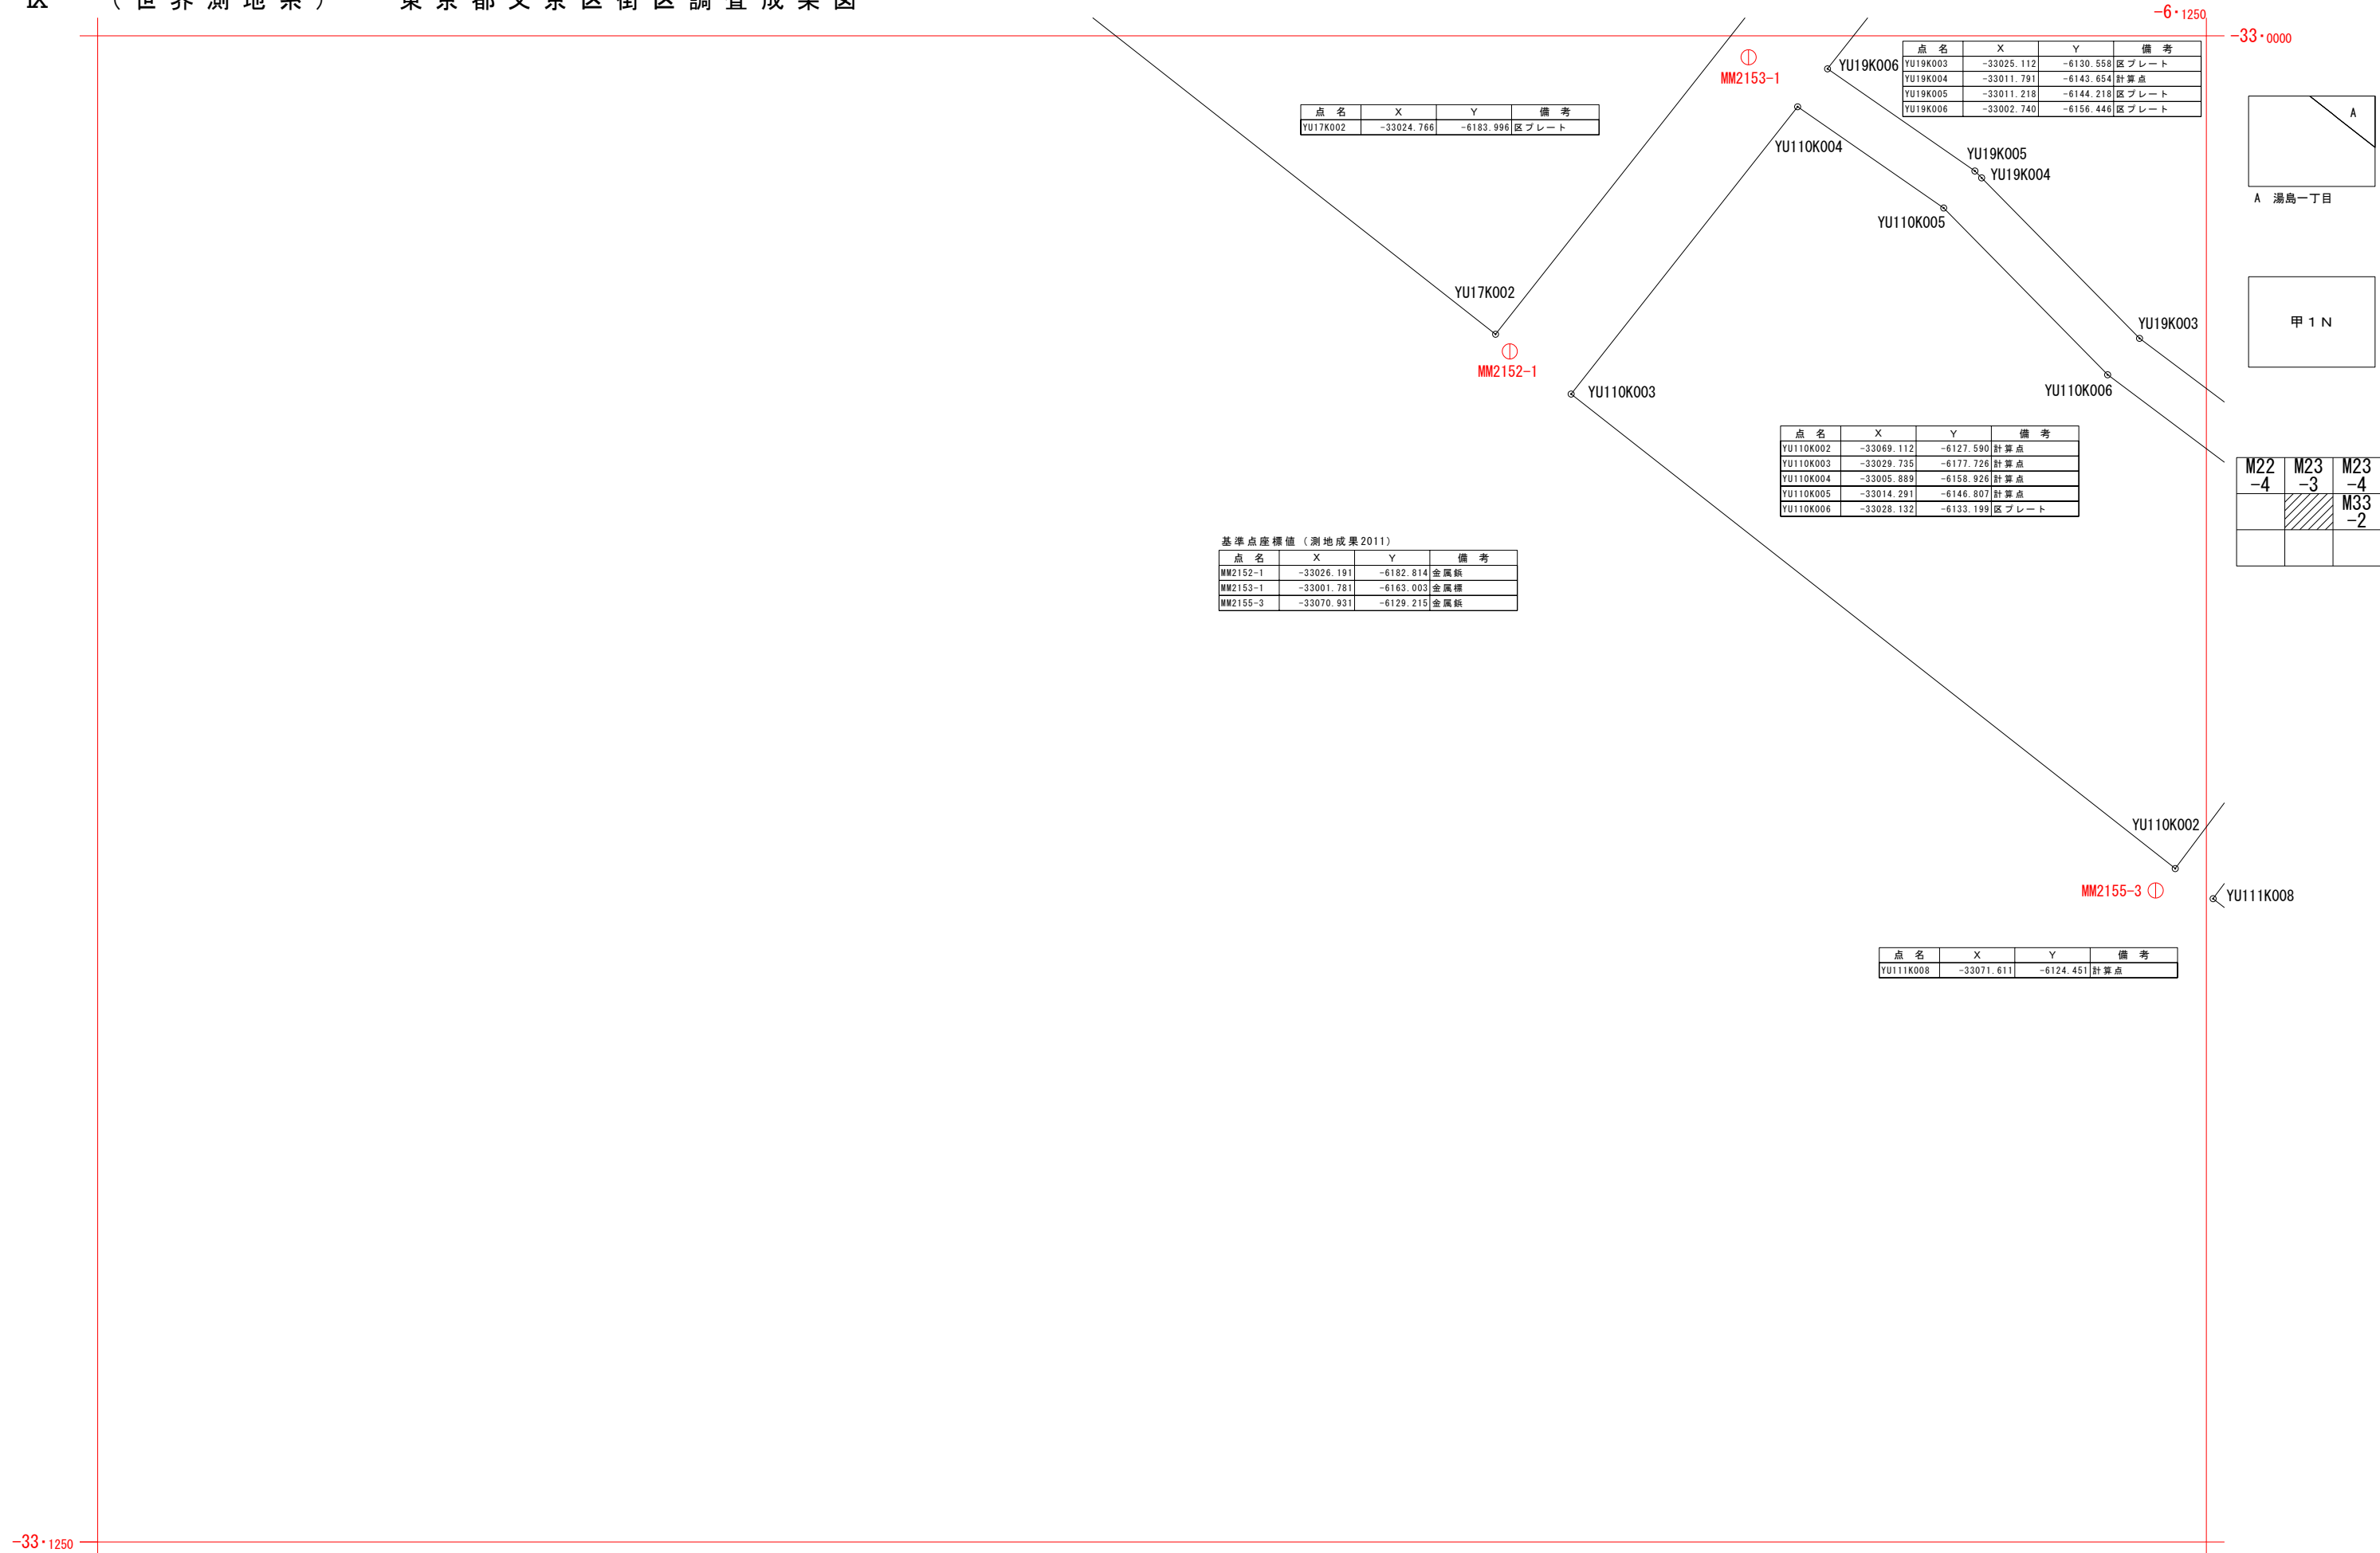 Ⅸ （世界測地系） 東京都文京区街区調査成果図
-6・1250
-33・0000
MM2153-1
YU19K006
点名 X Y 備考
YU19K003 -33025.112 -6130.558 区プレート
YU19K004 -33011.791 -6143.654 計算点
YU19K005 -33011.218 -6144.218 区プレート
YU19K006 -33002.740 -6156.446 区プレート
点名 X Y 備考
YU17K002 -33024.766 -6183.996 区プレート
A
A 湯島一丁目
YU110K004
YU19K005
YU19K004
YU110K005
YU17K002
MM2152-1
YU110K003
YU19K003
YU110K006
甲1N
点名 X Y 備考
YU110K002 -33069.112 -6127.590 計算点
YU110K003 -33029.735 -6177.726 計算点
YU110K004 -33005.889 -6158.926 計算点
YU110K005 -33014.291 -6146.807 計算点
YU110K006 -33028.132 -6133.199 区プレート
M22 M23 M23
-4 -3 -4
M33
-2
基準点座標値（測地成果2011）
点名 X Y 備考
MM2152-1 -33026.191 -6182.814 金属鋲
MM2153-1 -33001.781 -6163.003 金属標
MM2155-3 -33070.931 -6129.215 金属鋲
YU110K002
MM2155-3
YU111K008
点名 X Y 備考
YU111K008 -33071.611 -6124.451 計算点
-33・1250